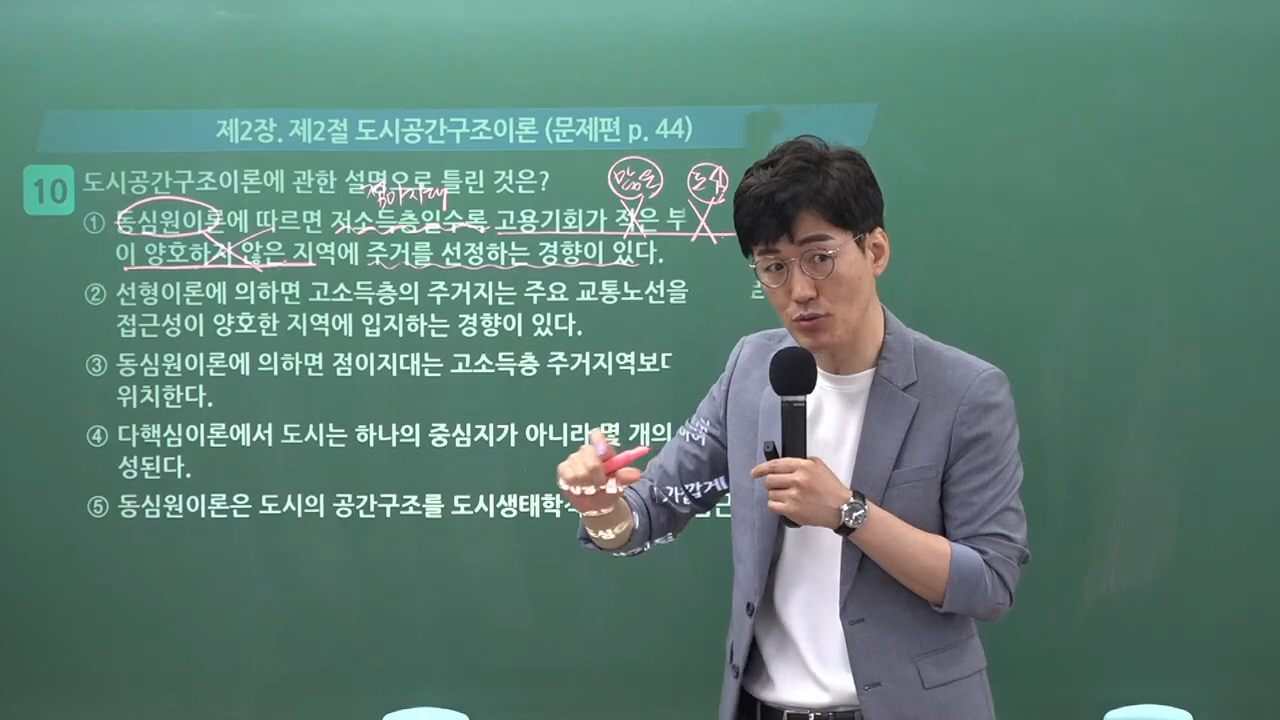 제2장. 제2절 도시공간구조이론 (문제편 p. 44)
10 도시공간구조이론에 관한 설명으로 틀린 것은?
많은 도심
점이지대
① 동심원이론에 따르면 저소득층일수록 고용기회가 적은 부
이 양호하지 않은 지역에 주거를 선정하는 경향이 있다.
② 선형이론에 의하면 고소득층의 주거지는 주요 교통노선을
접근성이 양호한 지역에 입지하는 경향이 있다.
③ 동심원이론에 의하면 점이지대는 고소득층 주거지역보다
가깝게
위치한다.
④ 다핵심이론에서 도시는 하나의 중심지가 아니라 몇 개의
성된다.
⑤ 동심원이론은 도시의 공간구조를 도시생태학